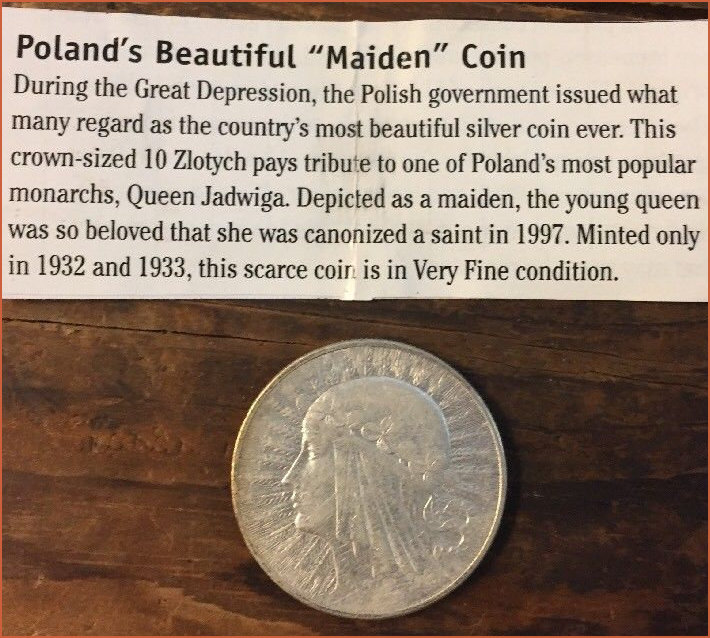 Poland's Beautiful "Maiden" Coin
During the Great Depression, the Polish government issued what
many regard as the country's most beautiful silver coin ever. This
crown-sized 10 Zlotych pays tribute to one of Poland's most popular
monarchs, Queen Jadwiga. Depicted as a maiden, the young queen
was so beloved that she was canonized a saint in 1997. Minted only
in 1932 and 1933, this scarce coin is in Very Fine condition.